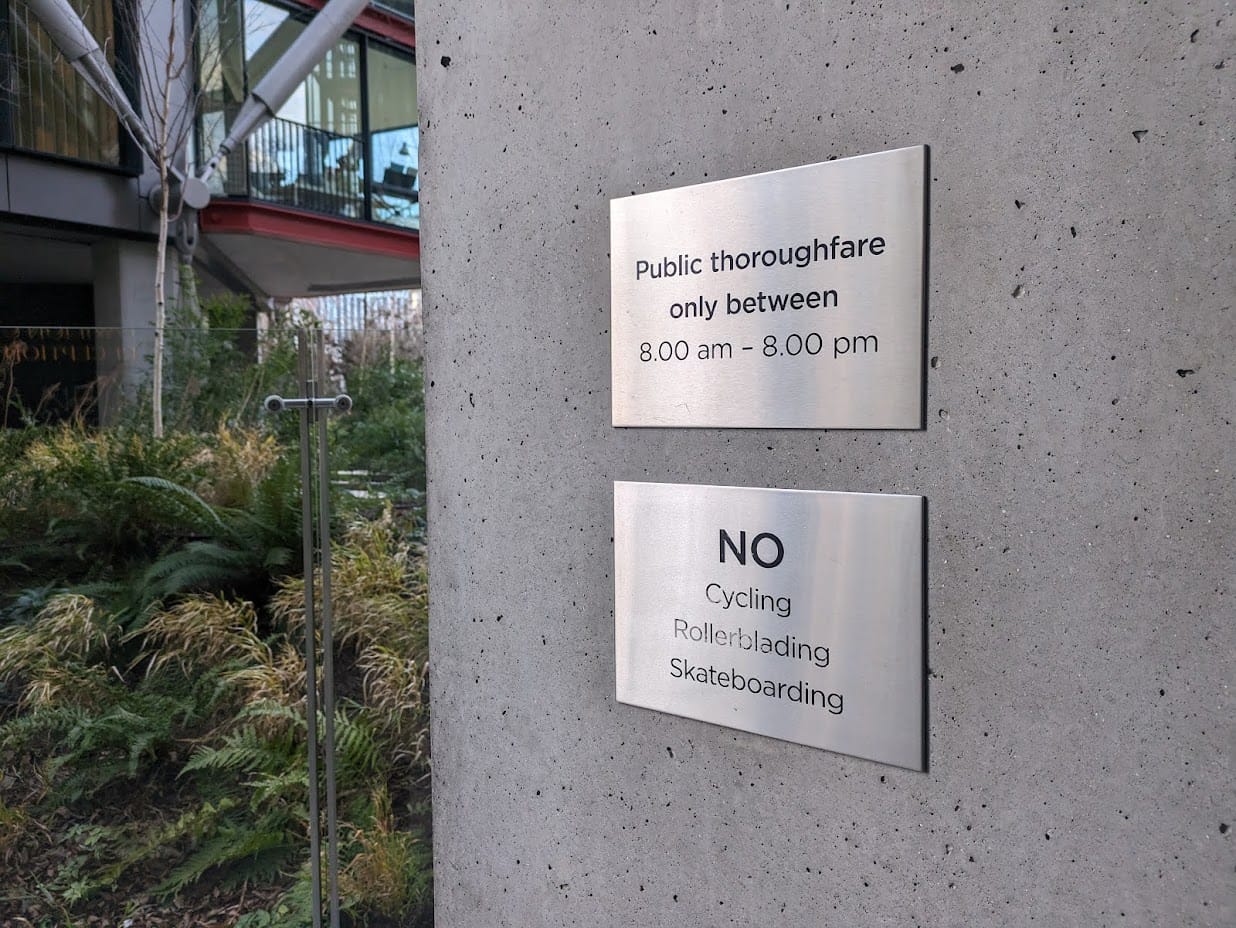 Public thoroughfare
only between
8.00 am – 8.00 pm
NO
Cycling
Rollerblading
Skateboarding